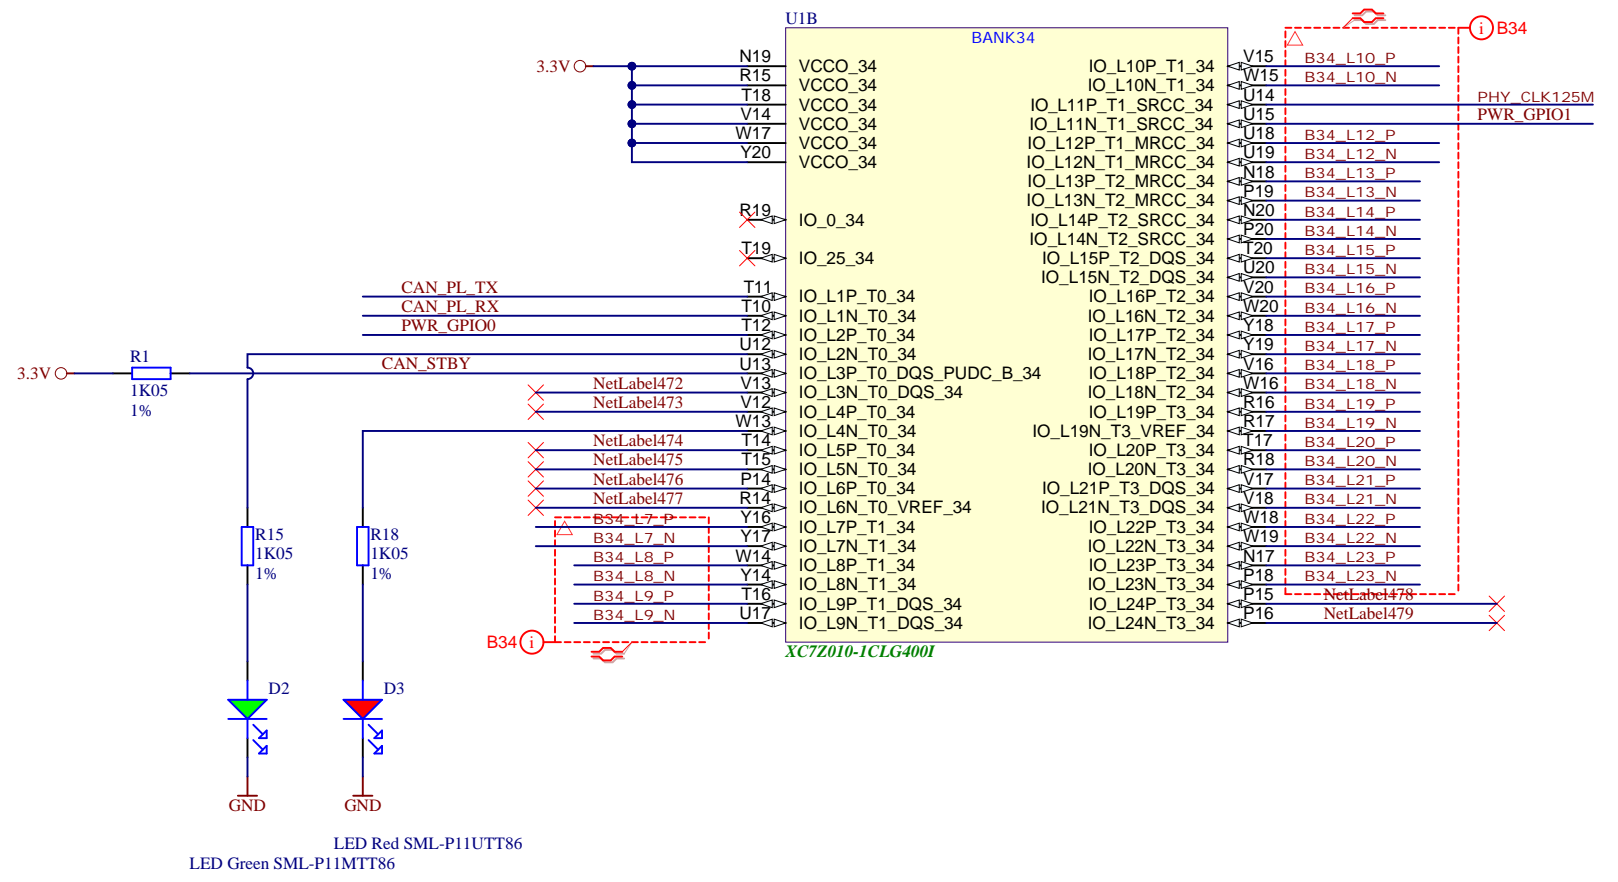 U1B
BANK34
i B34
3.3V
N19 VCCO_34
R15 VCCO_34
T18 VCCO_34
V14 VCCO_34
W17 VCCO_34
Y20 VCCO_34
R19 IO_0_34
T19 IO_25_34
CAN_PL_TX T11 IO_L1P_T0_34
CAN_PL_RX T10 IO_L1N_T0_34
PWR_GPIO0 T12 IO_L2P_T0_34
U12 IO_L2N_T0_34
3.3V R1 1K05 1% CAN_STBY U13 IO_L3P_T0_DQS_PUDC_B_34
NetLabel472 V13 IO_L3N_T0_DQS_34
NetLabel473 V12 IO_L4P_T0_34
W13 IO_L4N_T0_34
NetLabel474 T14 IO_L5P_T0_34
NetLabel475 T15 IO_L5N_T0_34
NetLabel476 P14 IO_L6P_T0_34
NetLabel477 R14 IO_L6N_T0_VREF_34
B34_L7_P Y16 IO_L7P_T1_34
B34_L7_N Y17 IO_L7N_T1_34
B34_L8_P W14 IO_L8P_T1_34
B34_L8_N Y14 IO_L8N_T1_34
B34_L9_P T16 IO_L9P_T1_DQS_34
B34_L9_N U17 IO_L9N_T1_DQS_34
B34 i
IO_L10P_T1_34 V15 B34_L10_P
IO_L10N_T1_34 W15 B34_L10_N
IO_L11P_T1_SRCC_34 U14 PHY_CLK125M
IO_L11N_T1_SRCC_34 U15 PWR_GPIO1
IO_L12P_T1_MRCC_34 U18 B34_L12_P
IO_L12N_T1_MRCC_34 U19 B34_L12_N
IO_L13P_T2_MRCC_34 N18 B34_L13_P
IO_L13N_T2_MRCC_34 P19 B34_L13_N
IO_L14P_T2_SRCC_34 N20 B34_L14_P
IO_L14N_T2_SRCC_34 P20 B34_L14_N
IO_L15P_T2_DQS_34 T20 B34_L15_P
IO_L15N_T2_DQS_34 U20 B34_L15_N
IO_L16P_T2_34 V20 B34_L16_P
IO_L16N_T2_34 W20 B34_L16_N
IO_L17P_T2_34 Y18 B34_L17_P
IO_L17N_T2_34 Y19 B34_L17_N
IO_L18P_T2_34 V16 B34_L18_P
IO_L18N_T2_34 W16 B34_L18_N
IO_L19P_T3_34 R16 B34_L19_P
IO_L19N_T3_VREF_34 R17 B34_L19_N
IO_L20P_T3_34 T17 B34_L20_P
IO_L20N_T3_34 R18 B34_L20_N
IO_L21P_T3_DQS_34 V17 B34_L21_P
IO_L21N_T3_DQS_34 V18 B34_L21_N
IO_L22P_T3_34 W18 B34_L22_P
IO_L22N_T3_34 W19 B34_L22_N
IO_L23P_T3_34 N17 B34_L23_P
IO_L23N_T3_34 P18 B34_L23_N
IO_L24P_T3_34 P15 NetLabel478
IO_L24N_T3_34 P16 NetLabel479
XC7Z010-1CLG400I
R15
1K05
1%
R18
1K05
1%
D2
D3
GND
GND
LED Red SML-P11UTT86
LED Green SML-P11MTT86